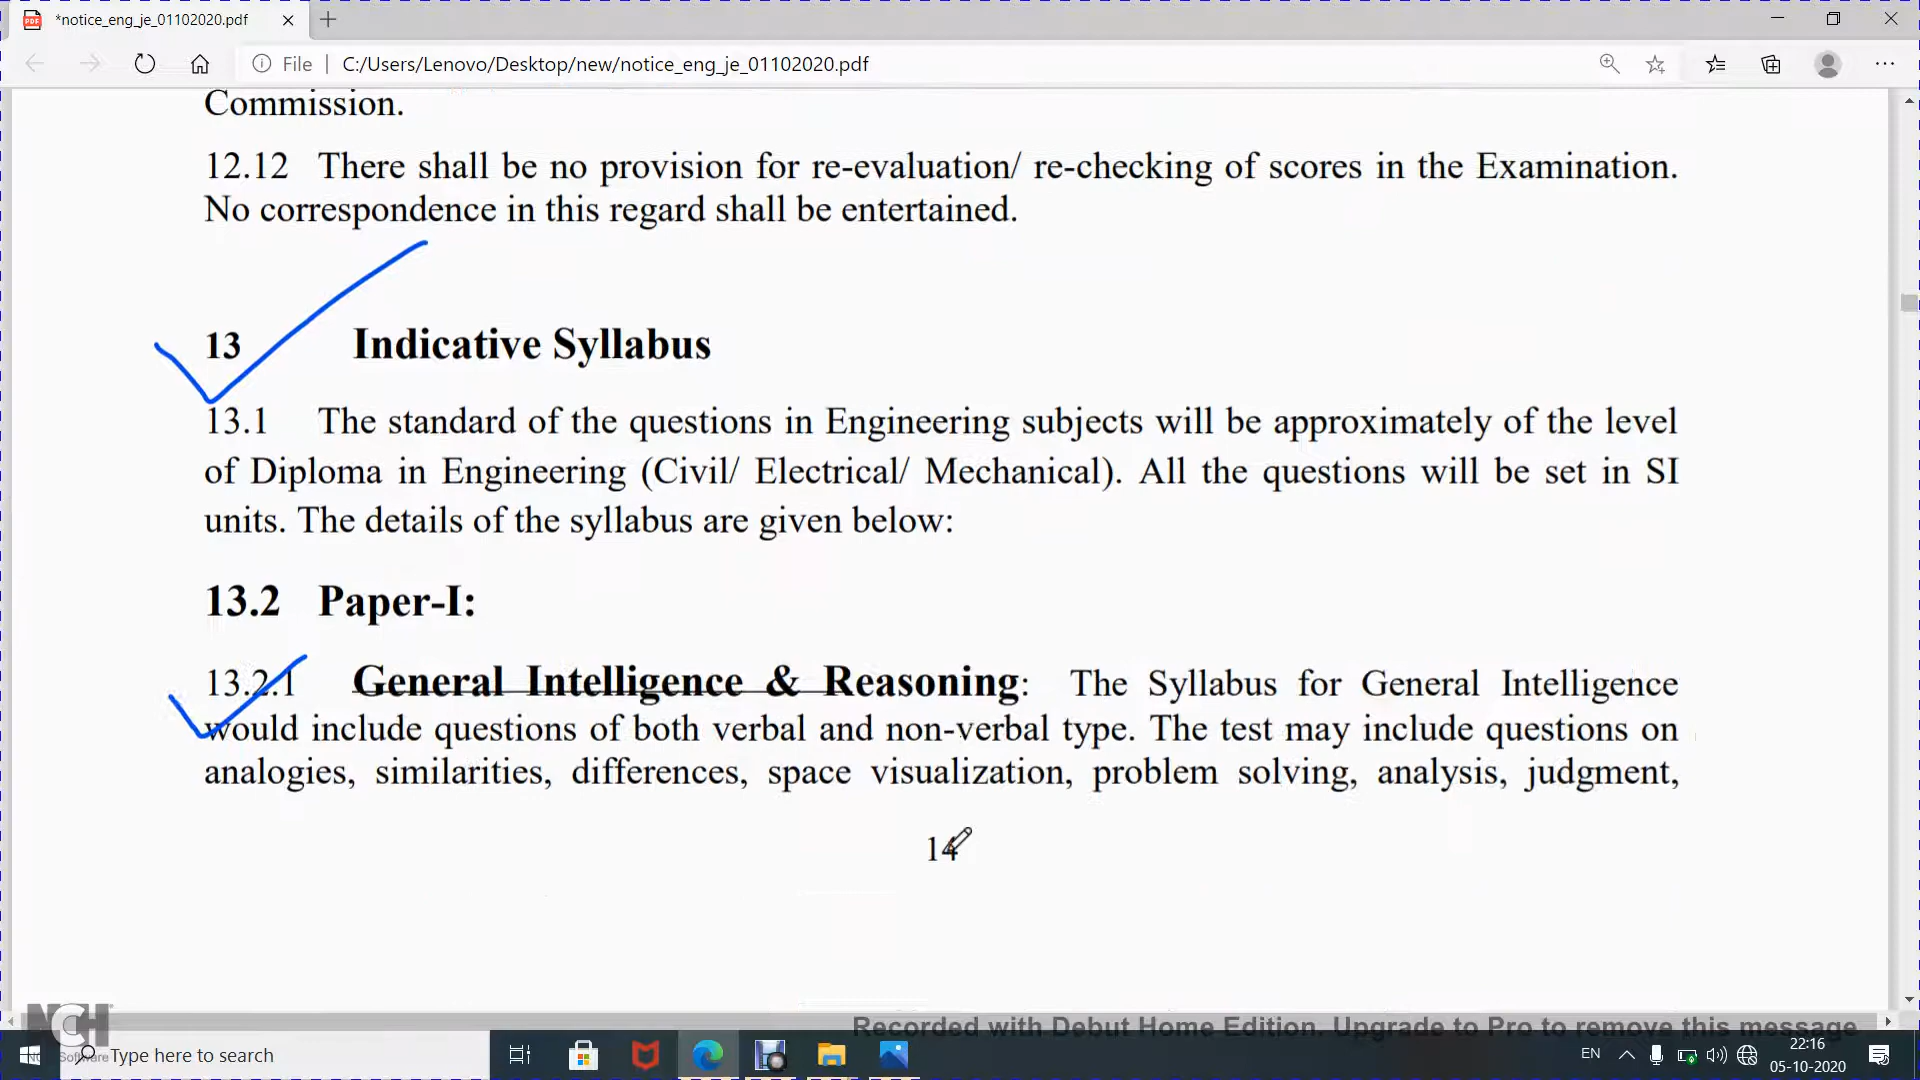 *notice_eng_je_01102020.pdf
File | C:/Users/Lenovo/Desktop/new/notice_eng_je_01102020.pdf
Commission.
12.12 There shall be no provision for re-evaluation/ re-checking of scores in the Examination.
No correspondence in this regard shall be entertained.
13 Indicative Syllabus
13.1 The standard of the questions in Engineering subjects will be approximately of the level
of Diploma in Engineering (Civil/ Electrical/ Mechanical). All the questions will be set in SI
units. The details of the syllabus are given below:
13.2 Paper-I:
13.2.1 General Intelligence & Reasoning: The Syllabus for General Intelligence
would include questions of both verbal and non-verbal type. The test may include questions on
analogies, similarities, differences, space visualization, problem solving, analysis, judgment,
14
NCH
Recorded with Debut Home Edition. Upgrade to Pro to remove this message
Software
Type here to search
EN
22:16
05-10-2020